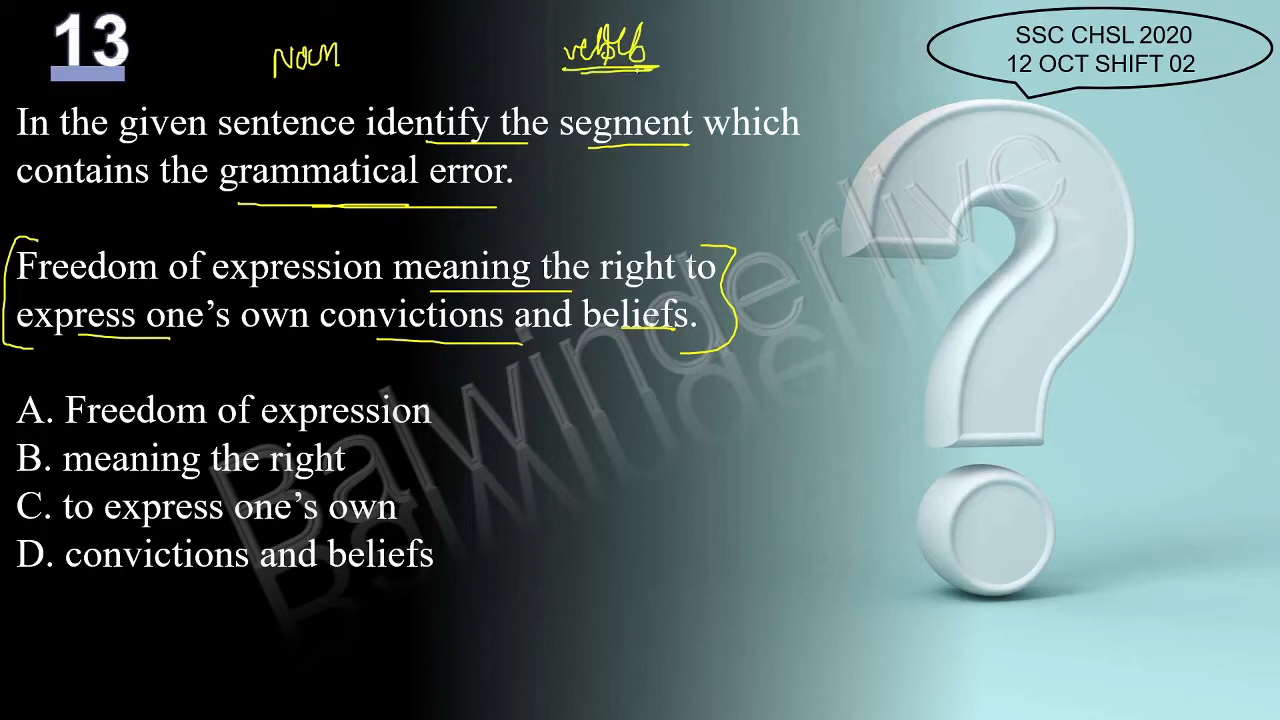 13
Noun
SSC CHSL 2020
12 OCT SHIFT 02
In the given sentence identify the segment which
contains the grammatical error.
Freedom of expression meaning the right to
express one’s own convictions and beliefs.
A. Freedom of expression
B. meaning the right
C. to express one’s own
D. convictions and beliefs
Balwinderlive